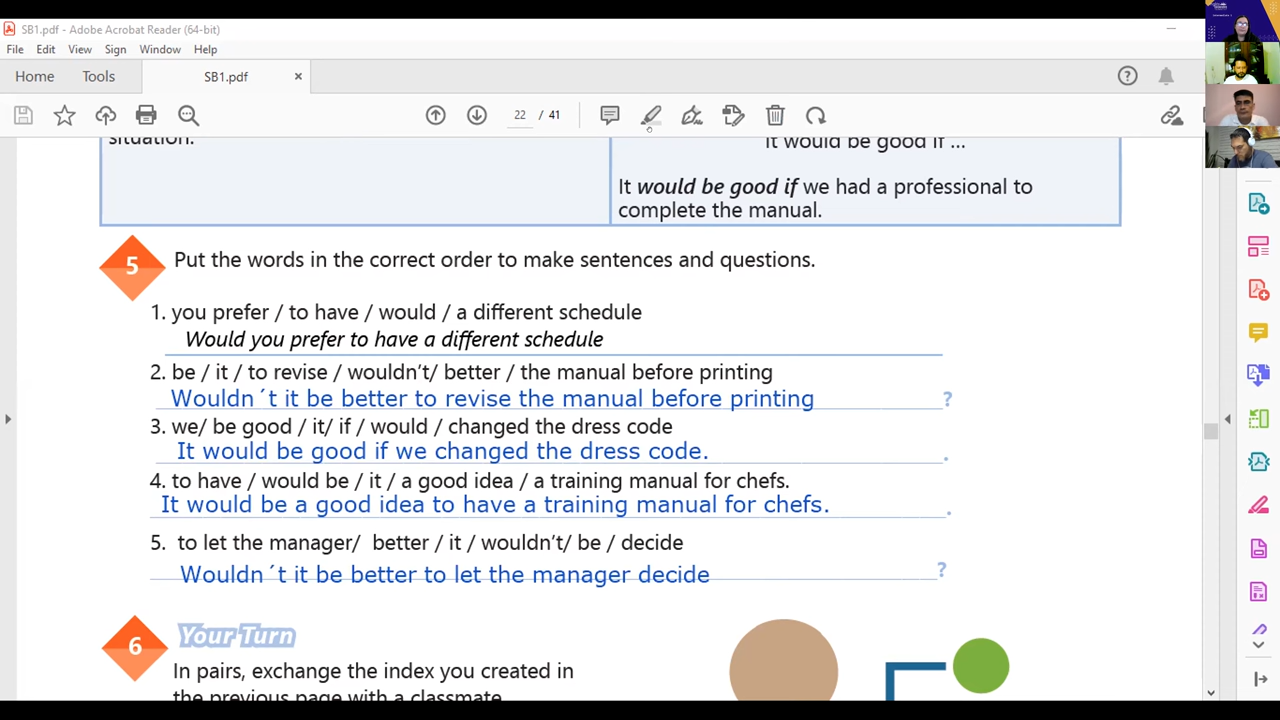 SB1.pdf - Adobe Acrobat Reader (64-bit)
File Edit View Sign Window Help
Home Tools SB1.pdf ×
22 / 41
situation.
It would be good if ...
It would be good if we had a professional to
complete the manual.
5 Put the words in the correct order to make sentences and questions.
1. you prefer / to have / would / a different schedule
Would you prefer to have a different schedule
2. be / it / to revise / wouldn't/ better / the manual before printing
Wouldn´t it be better to revise the manual before printing ?
3. we/ be good / it/ if / would / changed the dress code
It would be good if we changed the dress code. .
4. to have / would be / it / a good idea / a training manual for chefs.
It would be a good idea to have a training manual for chefs. .
5. to let the manager/ better / it / wouldn't/ be / decide
Wouldn´t it be better to let the manager decide ?
6 Your Turn
In pairs, exchange the index you created in
the previous page with a classmate